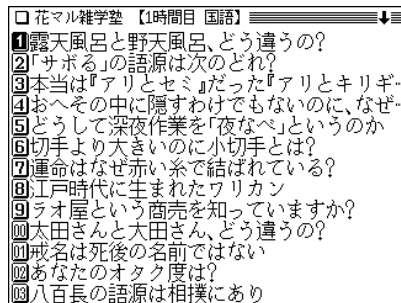 □ 花マル雑学塾 【1時間目 国語】
1 露天風呂と野天風呂、どう違うの?
2 「サボる」の語源は次のどれ?
3 本当は『アリとセミ』だった『アリとキリギ…
4 おへその中に隠すわけでもないのに、なぜ…
5 どうして深夜作業を「夜なべ」というのか
6 切手より大きいのに小切手とは?
7 運命はなぜ赤い糸で結ばれている?
8 江戸時代に生まれたワリカン
9 ラオ屋という商売を知っていますか?
00 太田さんと大田さん、どう違うの?
01 戒名は死後の名前ではない
02 あなたのオタク度は?
03 八百長の語源は相撲にあり